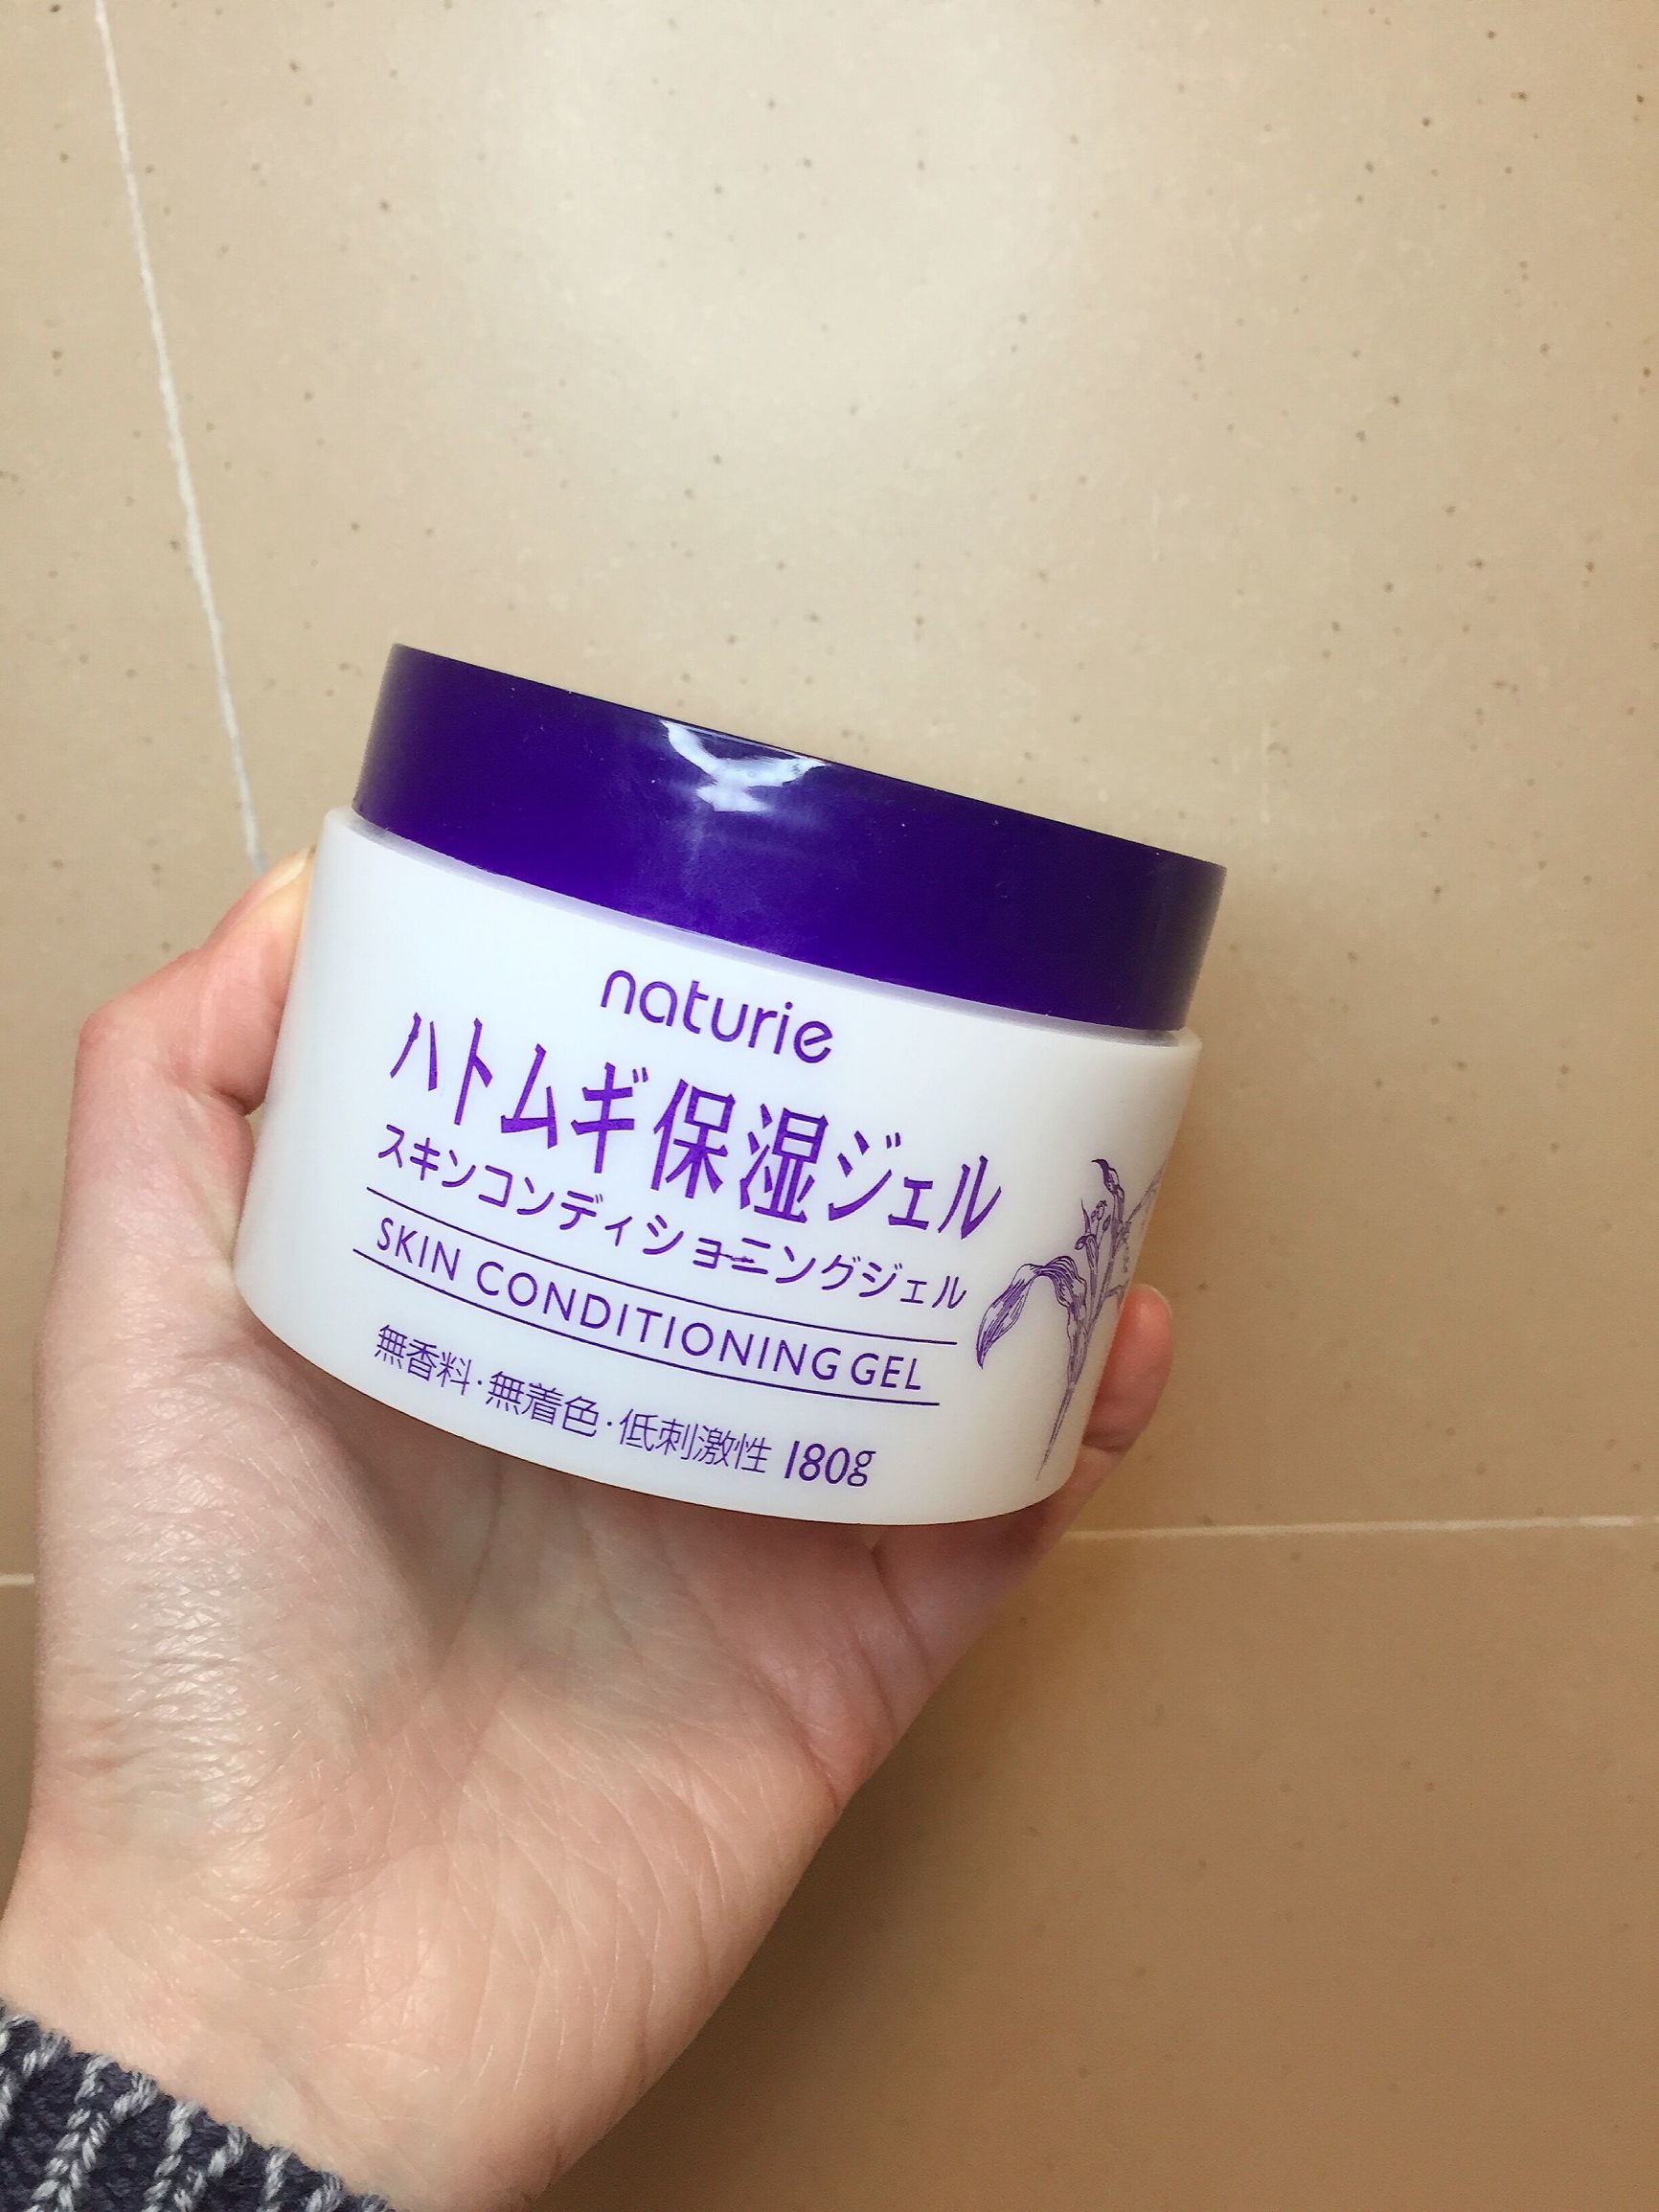 naturie
ハトムギ保湿ジェル
スキンコンディショニングジェル
SKIN CONDITIONING GEL
無香料・無着色・低刺激性 180g